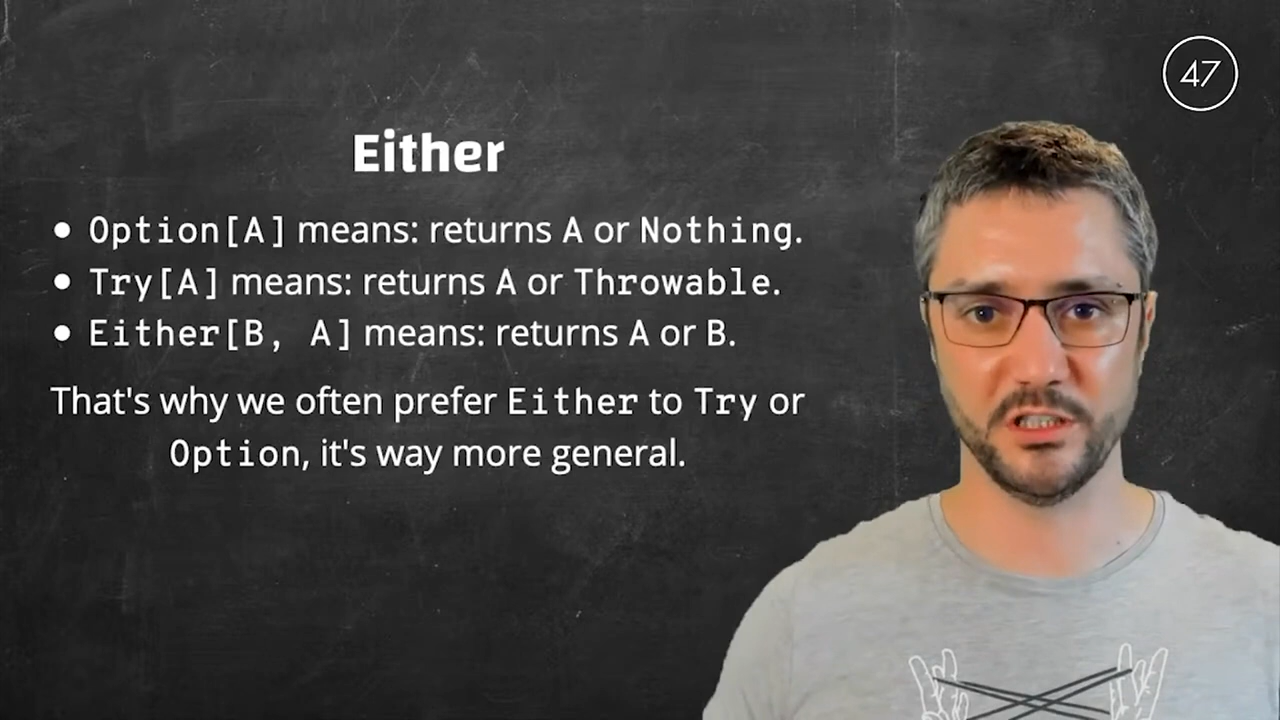 47
Either
• Option[A] means: returns A or Nothing.
• Try[A] means: returns A or Throwable.
• Either[B, A] means: returns A or B.
That's why we often prefer Either to Try or
Option, it's way more general.